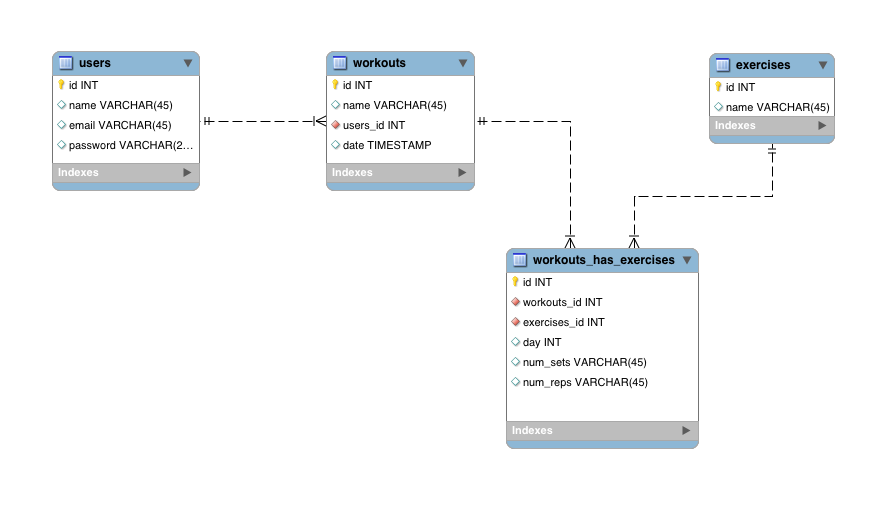 users
id INT
name VARCHAR(45)
email VARCHAR(45)
password VARCHAR(2...
Indexes
workouts
id INT
name VARCHAR(45)
users_id INT
date TIMESTAMP
Indexes
exercises
id INT
name VARCHAR(45)
Indexes
workouts_has_exercises
id INT
workouts_id INT
exercises_id INT
day INT
num_sets VARCHAR(45)
num_reps VARCHAR(45)
Indexes